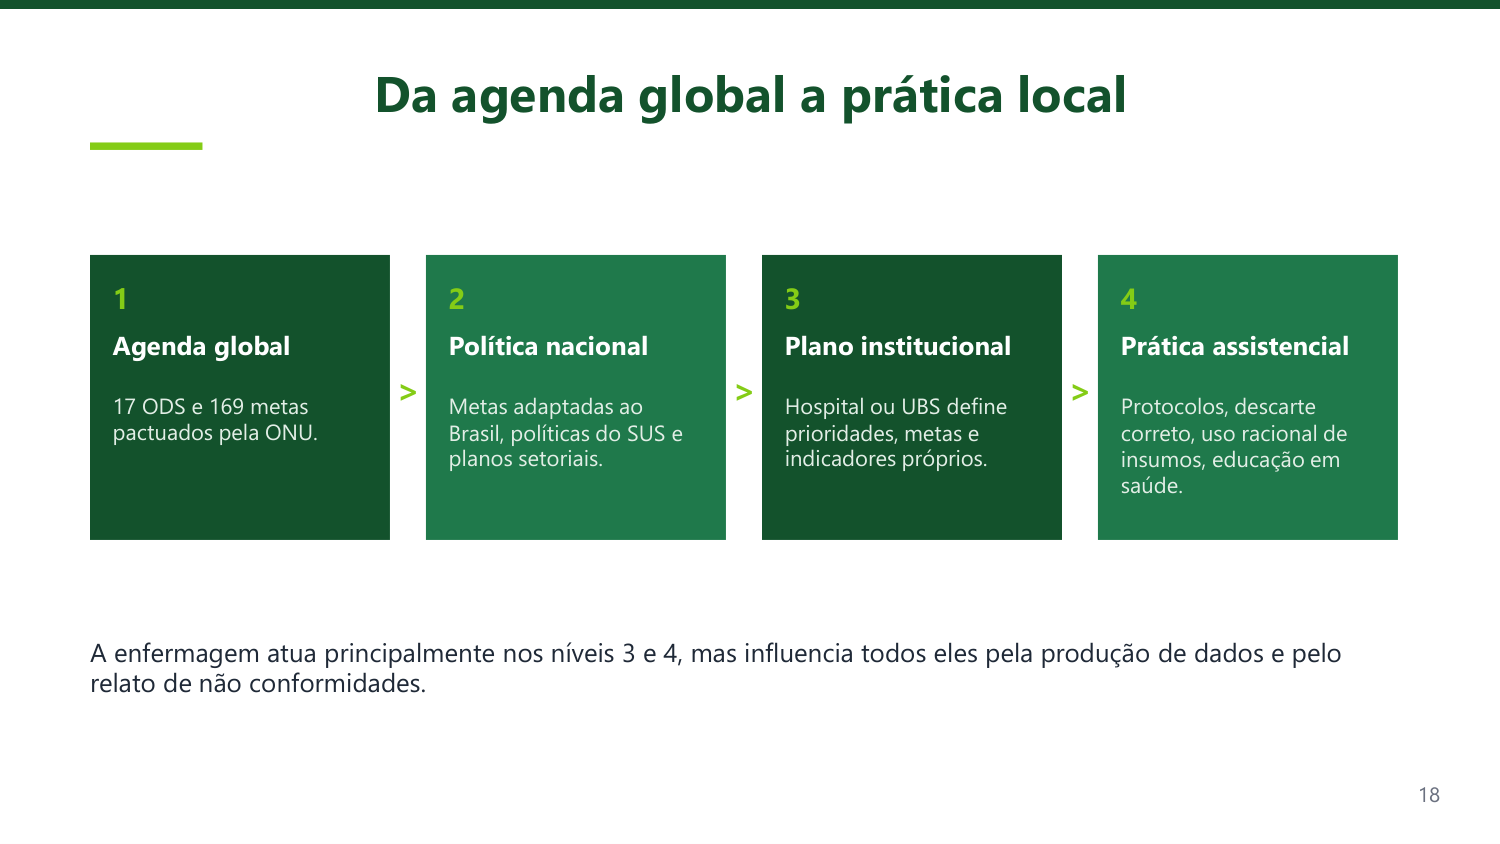 Da agenda global a prática local
1
Agenda global
17 ODS e 169 metas
pactuados pela ONU.
>
2
Política nacional
Metas adaptadas ao
Brasil, políticas do SUS e
planos setoriais.
>
3
Plano institucional
Hospital ou UBS define
prioridades, metas e
indicadores próprios.
>
4
Prática assistencial
Protocolos, descarte
correto, uso racional de
insumos, educação em
saúde.
A enfermagem atua principalmente nos níveis 3 e 4, mas influencia todos eles pela produção de dados e pelo
relato de não conformidades.
18